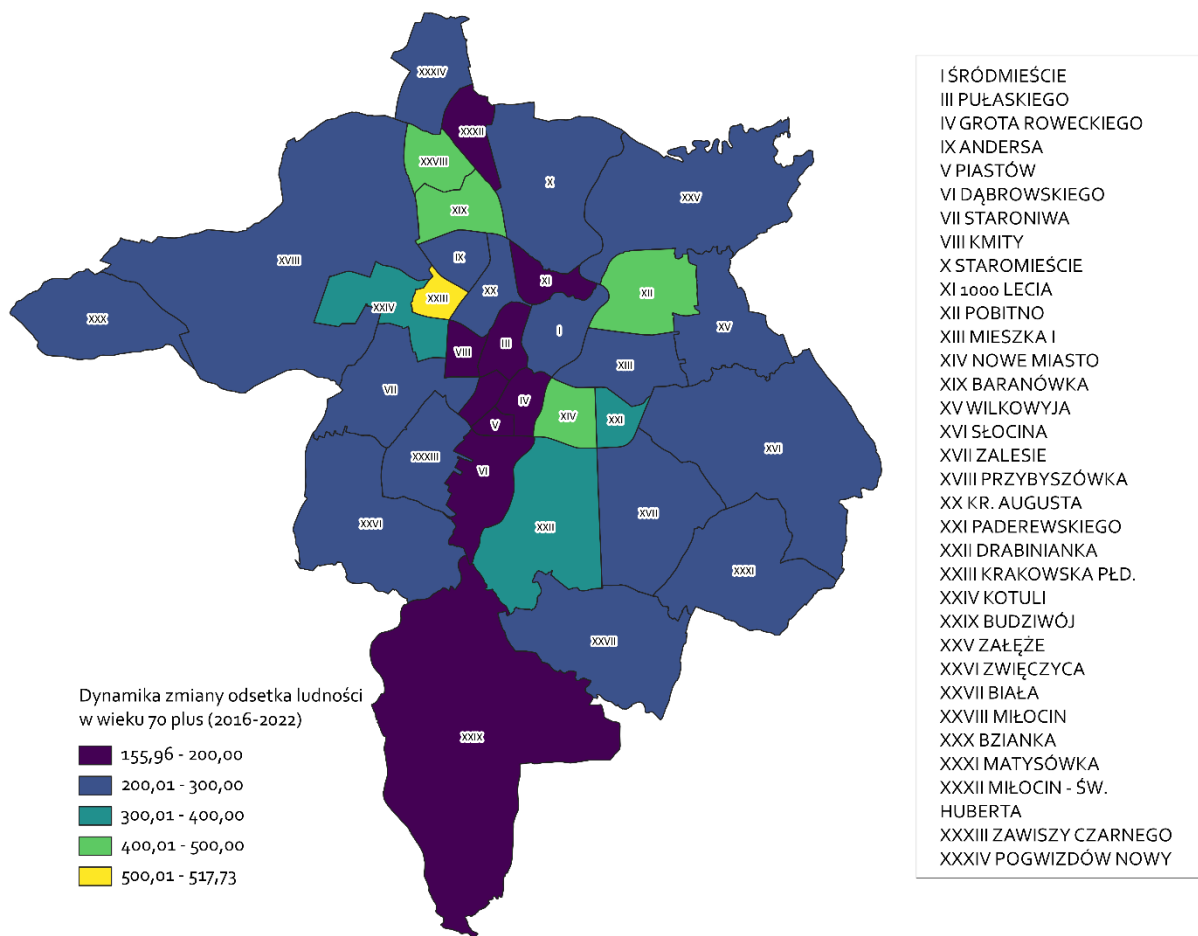 XXXIV
XXXII
XXVIII
X
XXV
XIX
IX
XVIII
XI
XX
XXIII
XII
XXIV
XXX
XV
I
III
VIII
VII
XIII
IV
XIV
XXI
V
XVI
XXXIII
VI
XXVI
XXII
XVII
XXXI
XXVII
XXIX
Dynamika zmiany odsetka ludności
w wieku 70 plus (2016-2022)
155,96 - 200,00
200,01 - 300,00
300,01 - 400,00
400,01 - 500,00
500,01 - 517,73
I ŚRÓDMIEŚCIE
III PUŁASKIEGO
IV GROTA ROWECKIEGO
IX ANDERSA
V PIASTÓW
VI DĄBROWSKIEGO
VII STARONIWA
VIII KMITY
X STAROMIEŚCIE
XI 1000 LECIA
XII POBITNO
XIII MIESZKA I
XIV NOWE MIASTO
XIX BARANÓWKA
XV WILKOWYJA
XVI SŁOCINA
XVII ZALESIE
XVIII PRZYBYSZÓWKA
XX KR. AUGUSTA
XXI PADEREWSKIEGO
XXII DRABINIANKA
XXIII KRAKOWSKA PŁD.
XXIV KOTULI
XXIX BUDZIWÓJ
XXV ZAŁĘŻE
XXVI ZWIĘCZYCA
XXVII BIAŁA
XXVIII MIŁOCIN
XXX BZIANKA
XXXI MATYSÓWKA
XXXII MIŁOCIN - ŚW.
HUBERTA
XXXIII ZAWISZY CZARNEGO
XXXIV POGWIZDÓW NOWY